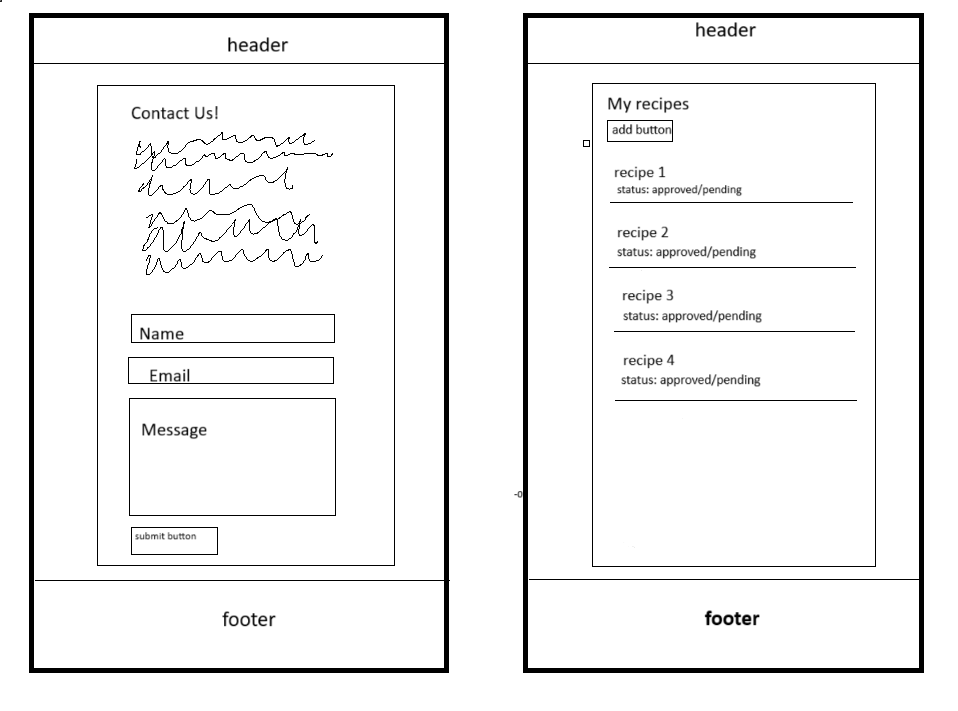 header
Contact Us!
Name
Email
Message
submit button
footer
header
My recipes
add button
recipe 1
status: approved/pending
recipe 2
status: approved/pending
recipe 3
status: approved/pending
recipe 4
status: approved/pending
-0
footer